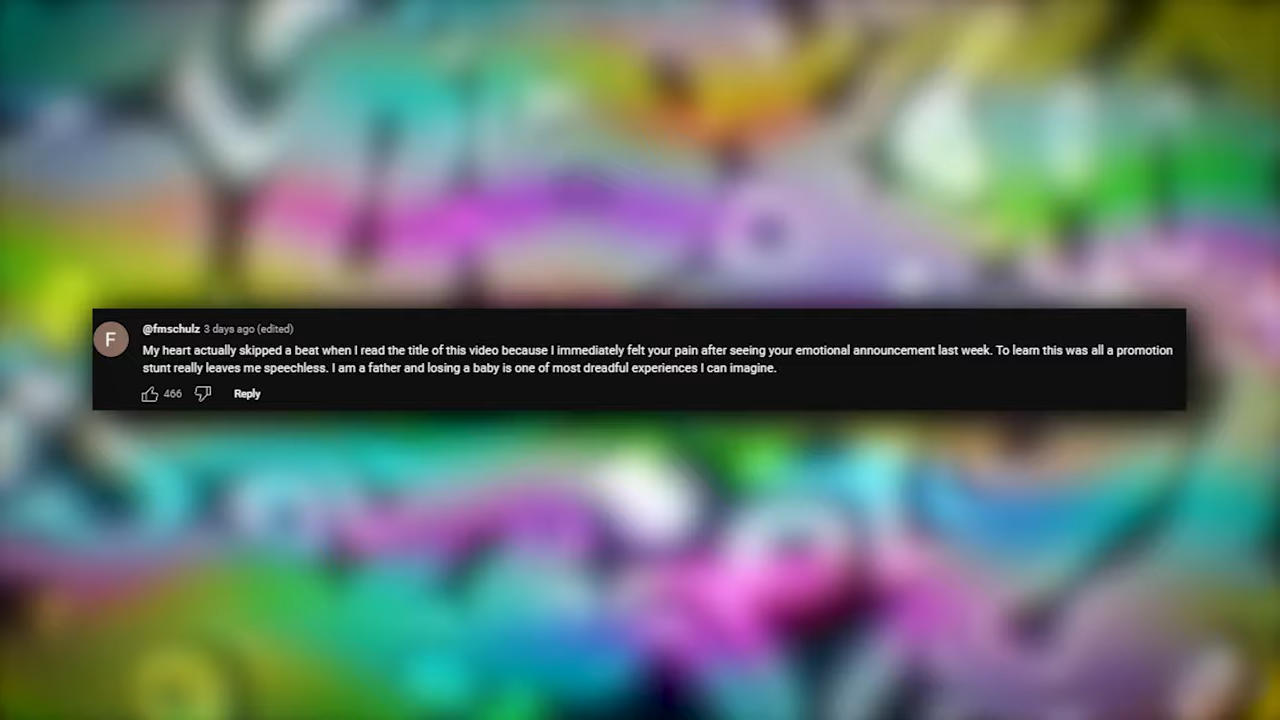 F
@fmschulz 3 days ago (edited)
My heart actually skipped a beat when I read the title of this video because I immediately felt your pain after seeing your emotional announcement last week. To learn this was all a promotion
stunt really leaves me speechless. I am a father and losing a baby is one of most dreadful experiences I can imagine.
466 Reply